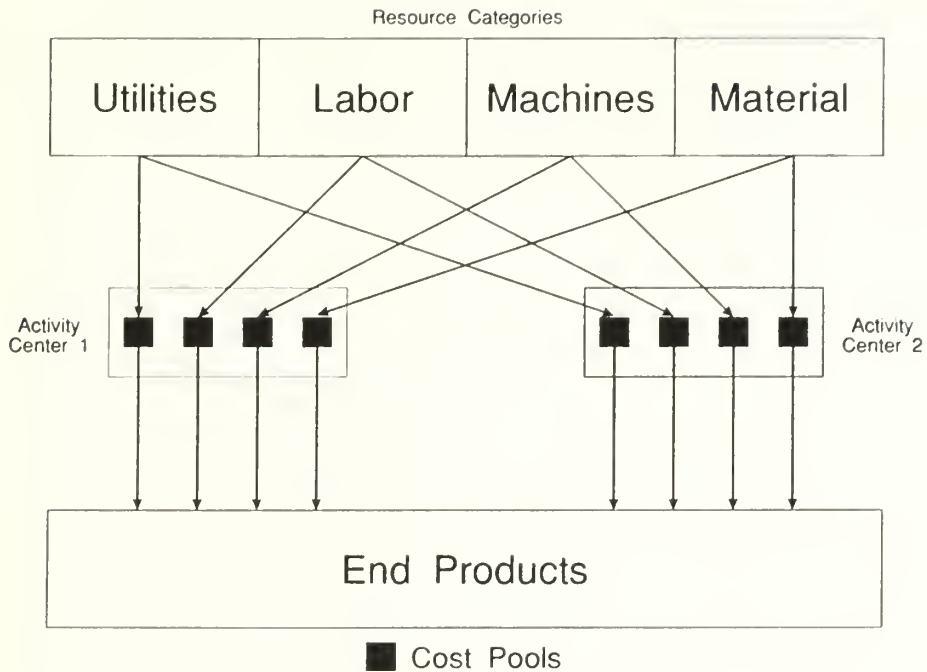 Resource Categories
Utilities Labor Machines Material
Activity
Center 1
Activity
Center 2
End Products
Cost Pools